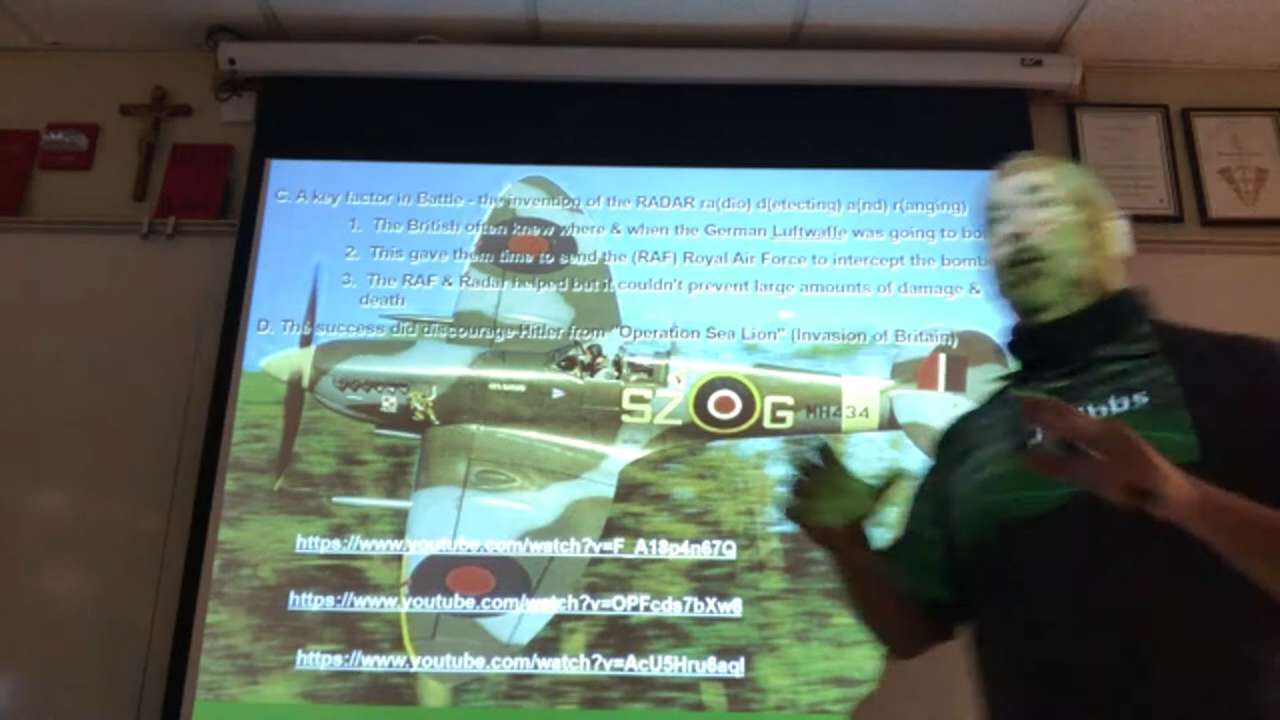 C. A key factor in Battle - the invention of the RADAR ra(dio) d(etecting) a(nd) r(anging)
1. The British often knew where & when the German Luftwaffe was going to bo
2. This gave them time to send the (RAF) Royal Air Force to intercept the bomb
3. The RAF & Radar helped but it couldn't prevent large amounts of damage &
death
D. The success did discourage Hitler from "Operation Sea Lion" (Invasion of Britain)
SZ G MH434
bbs
https://www.youtube.com/watch?v=F_A18p4n67Q
https://www.youtube.com/watch?v=OPFcds7bXw8
https://www.youtube.com/watch?v=AcU5Hru6aqI